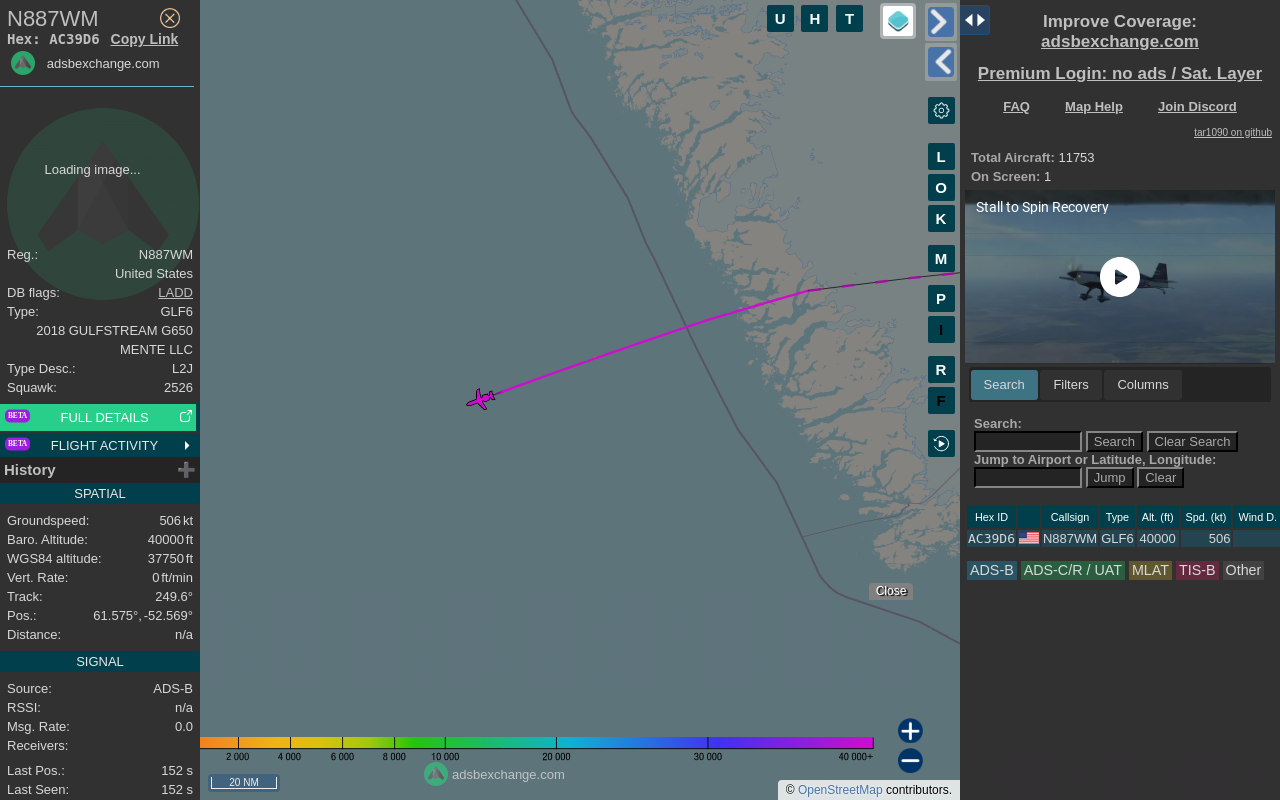 N887WM
Hex: AC39D6 Copy Link
adsbexchange.com
Loading image...
Reg.: N887WM
United States
DB flags: LADD
Type: GLF6
2018 GULFSTREAM G650
MENTE LLC
Type Desc.: L2J
Squawk: 2526
BETA FULL DETAILS
BETA FLIGHT ACTIVITY
History
SPATIAL
Groundspeed: 506 kt
Baro. Altitude: 40000 ft
WGS84 altitude: 37750 ft
Vert. Rate: 0 ft/min
Track: 249.6°
Pos.: 61.575°, -52.569°
Distance: n/a
SIGNAL
Source: ADS-B
RSSI: n/a
Msg. Rate: 0.0
Receivers:
Last Pos.: 152 s
Last Seen: 152 s
U H T
L
O
K
M
P
I
R
F
Close
2 000 4 000 6 000 8 000 10 000 20 000 30 000 40 000+
20 NM
adsbexchange.com
© OpenStreetMap contributors.
Improve Coverage:
adsbexchange.com
Premium Login: no ads / Sat. Layer
FAQ Map Help Join Discord
tar1090 on github
Total Aircraft: 11753
On Screen: 1
Stall to Spin Recovery
Search Filters Columns
Search:
Search Clear Search
Jump to Airport or Latitude, Longitude:
Jump Clear
Hex ID Callsign Type Alt. (ft) Spd. (kt) Wind D.
AC39D6 N887WM GLF6 40000 506
ADS-B ADS-C/R / UAT MLAT TIS-B Other